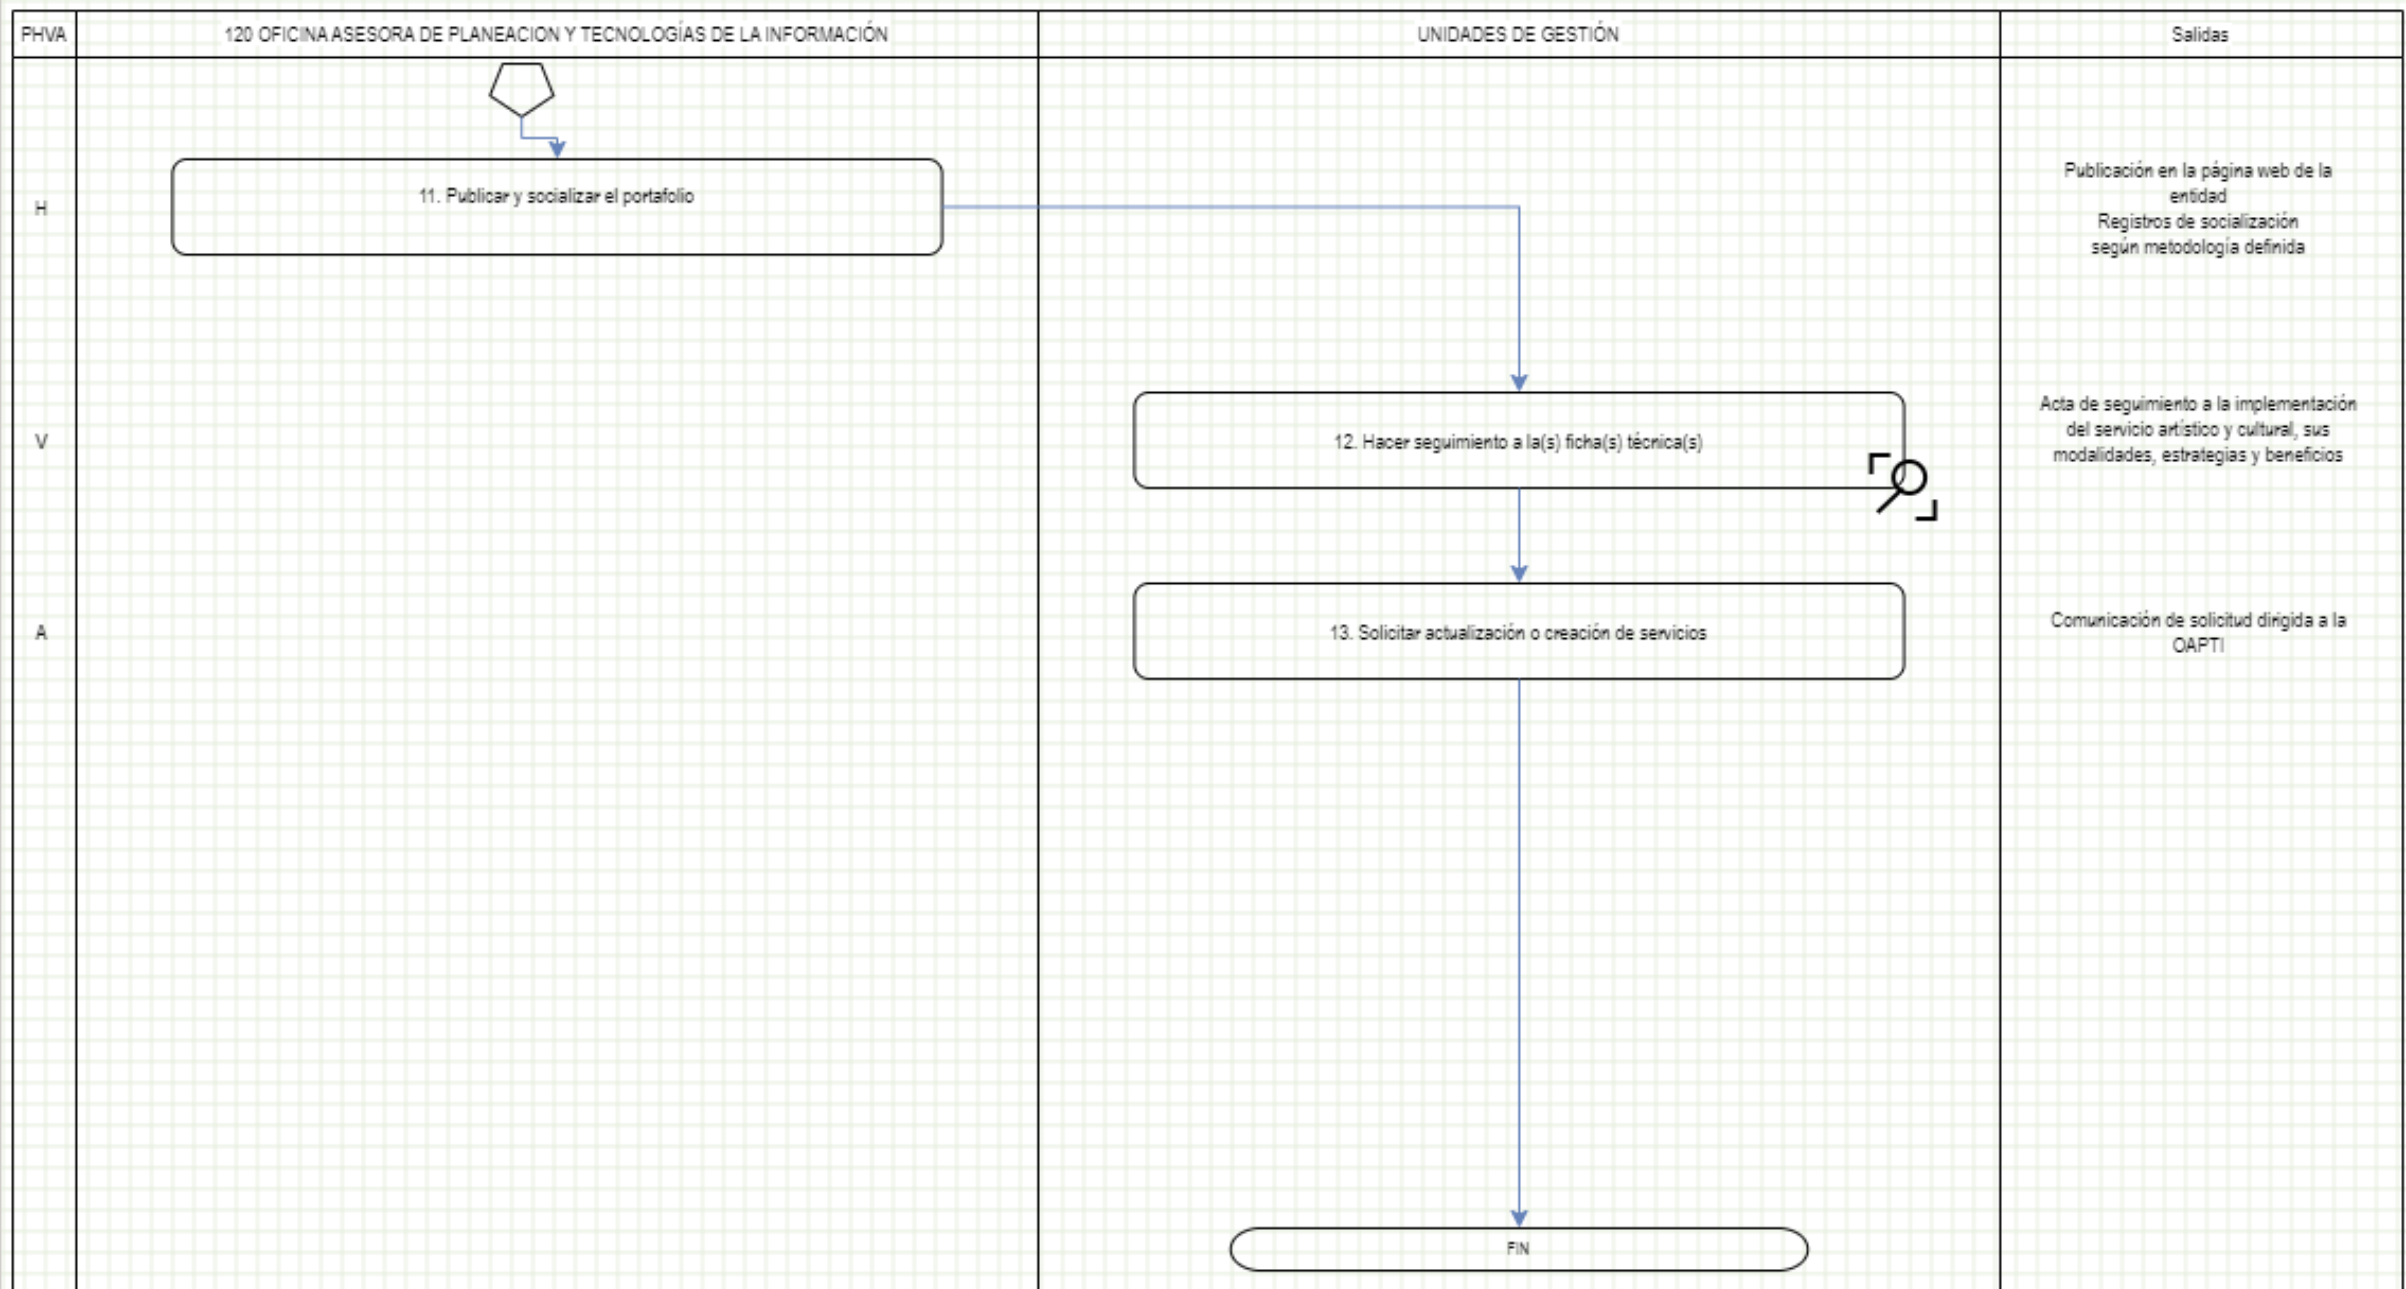 PHVA
120 OFICINA ASESORA DE PLANEACION Y TECNOLOGÍAS DE LA INFORMACIÓN
UNIDADES DE GESTIÓN
Salidas
H
11. Publicar y socializar el portafolio
Publicación en la página web de la
entidad
Registros de socialización
según metodología definida
V
12. Hacer seguimiento a la(s) ficha(s) técnica(s)
Acta de seguimiento a la implementación
del servicio artístico y cultural, sus
modalidades, estrategias y beneficios
A
13. Solicitar actualización o creación de servicios
Comunicación de solicitud dirigida a la
OAPTI
FIN